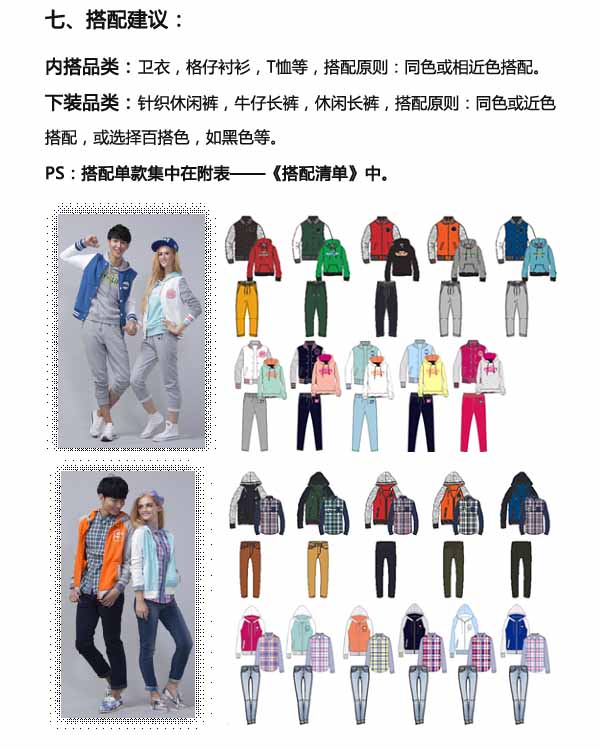 七、搭配建议：
内搭品类：卫衣，格仔衬衫，T恤等，搭配原则：同色或相近色搭配。
下装品类：针织休闲裤，牛仔长裤，休闲长裤，搭配原则：同色或近色
搭配，或选择百搭色，如黑色等。
PS：搭配单款集中在附表——《搭配清单》中。